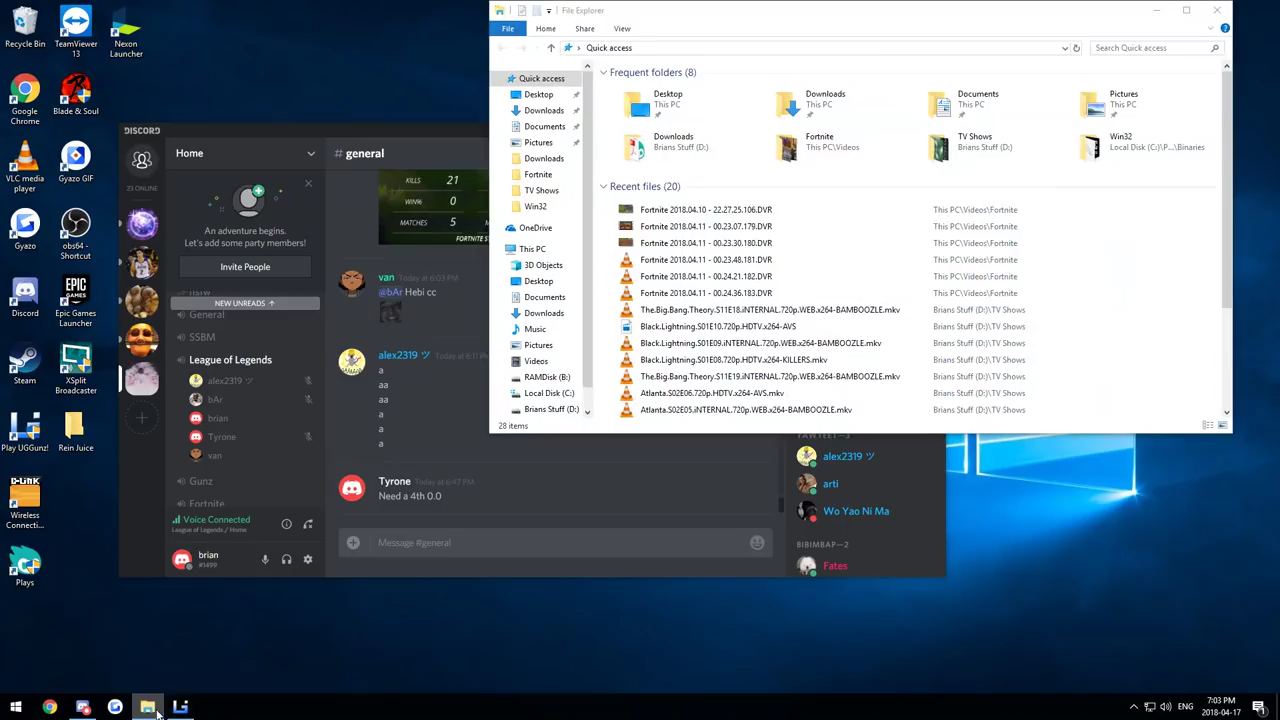 Recycle Bin
TeamViewer 13
Nexon Launcher
Google Chrome
Blade & Soul
VLC media player
Gyazo GIF
Gyazo
obs64 - Shortcut
Discord
Epic Games Launcher
Steam
XSplit Broadcaster
Play UGGunz!
Rein Juice
D-Link
Wireless Connecti...
Plays
DISCORD
23 ONLINE
Home
An adventure begins.
Let's add some party members!
Invite People
NEW UNREADS ↑
General
SSBM
League of Legends
alex2319 ツ
bAr
brian
Tyrone
van
Gunz
Fortnite
Voice Connected
League of Legends / Home
brian
#1499
# general
KILLS 21
WIN% 0
MATCHES 5
van Today at 6:03 PM
@bAr Hebi cc
alex2319 ツ Today at 6:11
a
aa
aa
a
a
a
Tyrone Today at 6:47 PM
Need a 4th 0.0
Message #general
alex2319 ツ
arti
Wo Yao Ni Ma
BIBIMBAP—2
Fates
File Explorer
File Home Share View
Quick access
Search Quick access
Quick access
Desktop
Downloads
Documents
Pictures
Downloads
Fortnite
TV Shows
Win32
OneDrive
This PC
3D Objects
Desktop
Documents
Downloads
Music
Pictures
Videos
RAMDisk (B:)
Local Disk (C:)
Brians Stuff (D:)
Frequent folders (8)
Desktop
This PC
Downloads
This PC
Documents
This PC
Pictures
This PC
Downloads
Brians Stuff (D:)
Fortnite
This PC\Videos
TV Shows
Brians Stuff (D:)
Win32
Local Disk (C:)\P...\Binaries
Recent files (20)
Fortnite 2018.04.10 - 22.27.25.106.DVR This PC\Videos\Fortnite
Fortnite 2018.04.11 - 00.23.07.179.DVR This PC\Videos\Fortnite
Fortnite 2018.04.11 - 00.23.30.180.DVR This PC\Videos\Fortnite
Fortnite 2018.04.11 - 00.23.48.181.DVR This PC\Videos\Fortnite
Fortnite 2018.04.11 - 00.24.21.182.DVR This PC\Videos\Fortnite
Fortnite 2018.04.11 - 00.24.36.183.DVR This PC\Videos\Fortnite
The.Big.Bang.Theory.S11E18.iNTERNAL.720p.WEB.x264-BAMBOOZLE.mkv Brians Stuff (D:)\TV Shows
Black.Lightning.S01E10.720p.HDTV.x264-AVS Brians Stuff (D:)\TV Shows
Black.Lightning.S01E09.iNTERNAL.720p.WEB.x264-BAMBOOZLE.mkv Brians Stuff (D:)\TV Shows
Black.Lightning.S01E08.720p.HDTV.x264-KILLERS.mkv Brians Stuff (D:)\TV Shows
The.Big.Bang.Theory.S11E19.iNTERNAL.720p.WEB.x264-BAMBOOZLE.mkv Brians Stuff (D:)\TV Shows
Atlanta.S02E06.720p.HDTV.x264-AVS.mkv Brians Stuff (D:)\TV Shows
Atlanta.S02E05.iNTERNAL.720p.WEB.x264-BAMBOOZLE.mkv Brians Stuff (D:)\TV Shows
28 items
ENG
7:03 PM
2018-04-17